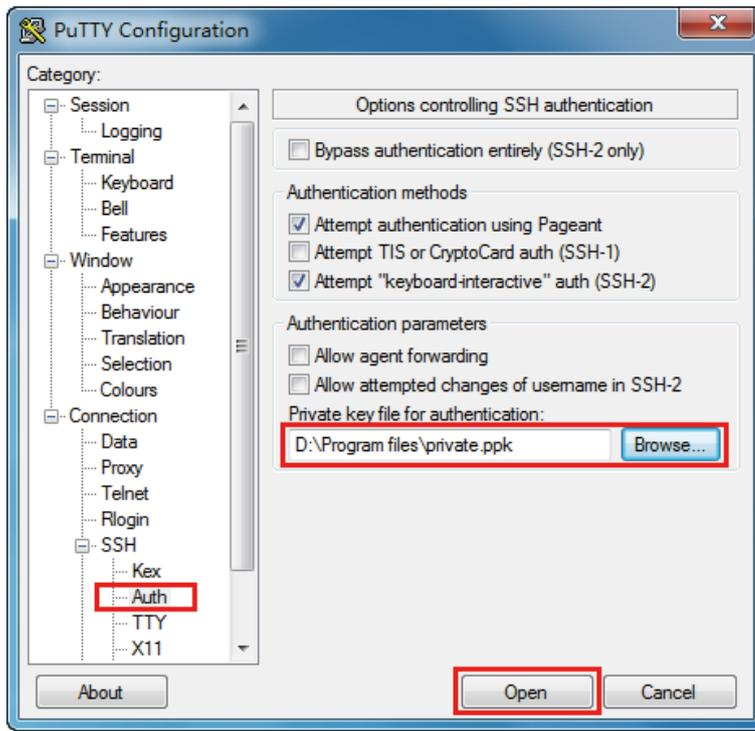 PuTTY Configuration
Category:
Session
Logging
Terminal
Keyboard
Bell
Features
Window
Appearance
Behaviour
Translation
Selection
Colours
Connection
Data
Proxy
Telnet
Rlogin
SSH
Kex
Auth
TTY
X11
Options controlling SSH authentication
Bypass authentication entirely (SSH-2 only)
Authentication methods
Attempt authentication using Pageant
Attempt TIS or CryptoCard auth (SSH-1)
Attempt "keyboard-interactive" auth (SSH-2)
Authentication parameters
Allow agent forwarding
Allow attempted changes of username in SSH-2
Private key file for authentication:
D:\Program files\private.ppk Browse...
About Open Cancel